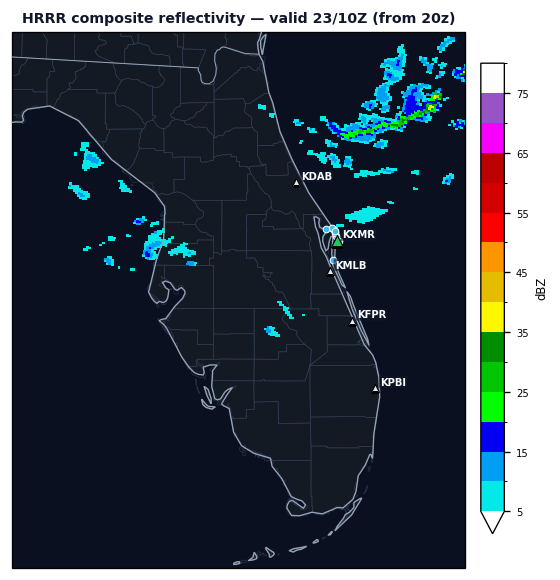 HRRR composite reflectivity — valid 23/10Z (from 20z)
KDAB
KXMR
KMLB
KFPR
KPBI
75
65
55
45
35
25
15
5
dBZ